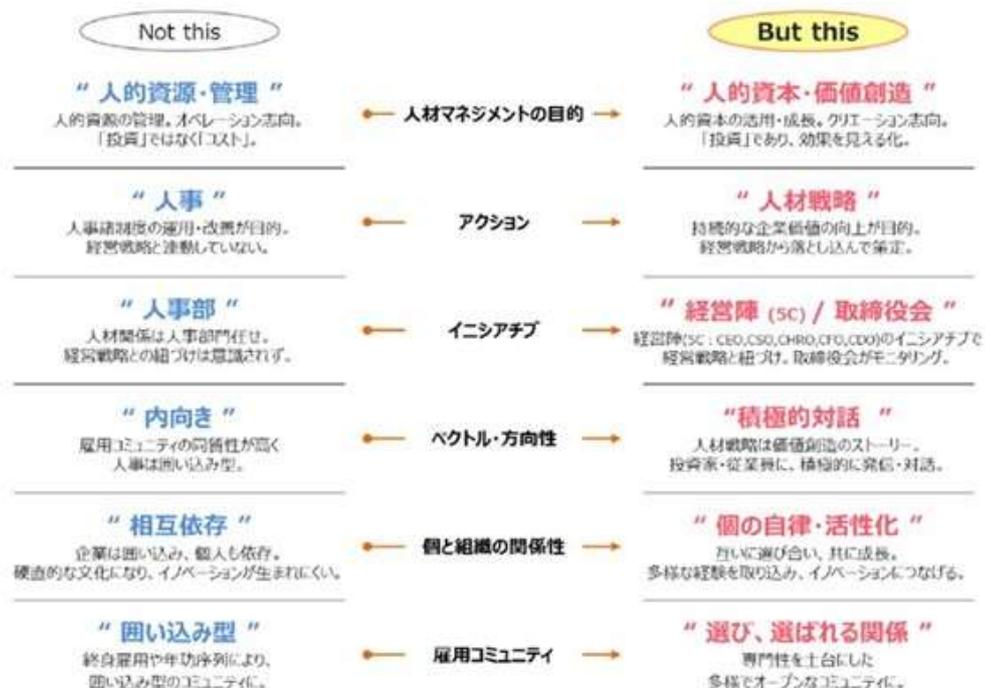 Not this
But this
“ 人的資源・管理 ”
人的資源の管理。オペレーション志向。
「投資」ではなく「コスト」。
人材マネジメントの目的
“ 人的資本・価値創造 ”
人的資本の活用・成長。クリエーション志向。
「投資」であり、効果を見える化。
“ 人事 ”
人事諸制度の運用・改善が目的。
経営戦略と連動していない。
アクション
“ 人材戦略 ”
持続的な企業価値の向上が目的。
経営戦略から落とし込んで策定。
“ 人事部 ”
人材関係は人事部門任せ。
経営戦略との紐づけは意識されず。
イニシアチブ
“ 経営陣 (5C) / 取締役会 ”
経営陣(5C : CEO,CSO,CHRO,CFO,CDO)のイニシアチブで
経営戦略と紐づけ。取締役会がモニタリング。
“ 内向き ”
雇用コミュニティの同質性が高く
人事は囲い込み型。
ベクトル・方向性
“積極的対話 ”
人材戦略は価値創造のストーリー。
投資家・従業員に、積極的に発信・対話。
“ 相互依存 ”
企業は囲い込み、個人も依存。
硬直的な文化になり、イノベーションが生まれにくい。
個と組織の関係性
“ 個の自律・活性化 ”
互いに選び合い、共に成長。
多様な経験を取り込み、イノベーションにつなげる。
“ 囲い込み型 ”
終身雇用や年功序列により、
囲い込み型のコミュニティに。
雇用コミュニティ
“ 選び、選ばれる関係 ”
専門性を土台にした
多様でオープンなコミュニティに。